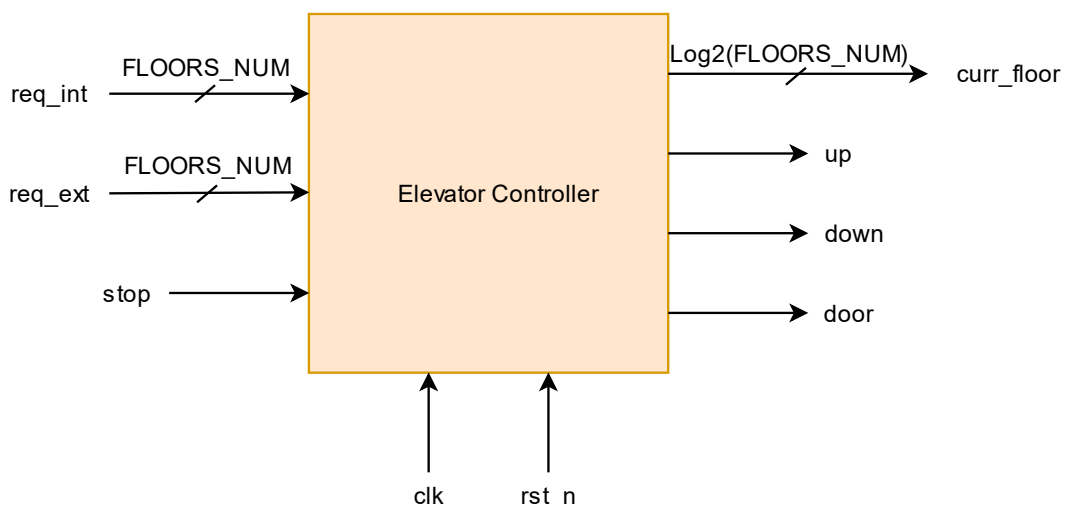 Log2(FLOORS_NUM)
FLOORS_NUM
curr_floor
req_int
up
FLOORS_NUM
req_ext
Elevator Controller
down
stop
door
clk
rst_n